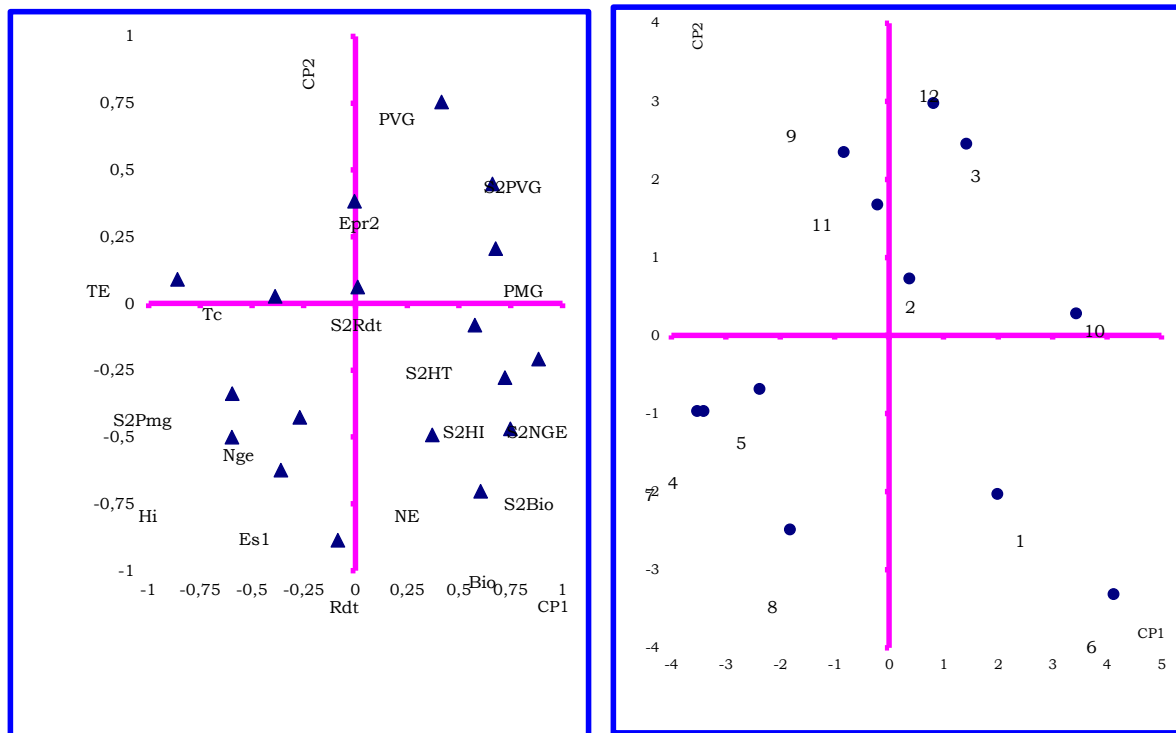 1
CP2
0,75
PVG
0,5
S2PVG
Epr2
0,25
TE
0
PMG
Tc
S2Rdt
-0,25
S2HT
S2Pmg
-0,5
S2HI
S2NGE
Nge
-0,75
S2Bio
Hi
NE
Es1
-1
Bio
-1 -0,75 -0,5 -0,25 0 0,25 0,5 0,75 1
Rdt
CP1
4
CP2
12
3
9
3
2
11
1
2
10
0
-1
5
4
7
-2
1
-3
8
CP1
-4
6
-4 -3 -2 -1 0 1 2 3 4 5